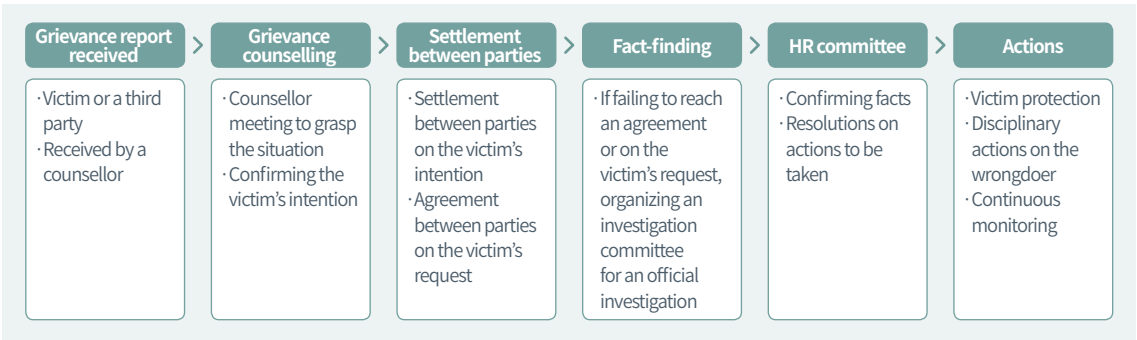 Grievance report
received
Grievance
counselling
Settlement
between parties
Fact-finding
HR committee
Actions
· Victim or a third
party
· Received by a
counsellor
· Counsellor
meeting to grasp
the situation
· Confirming the
victim's intention
· Settlement
between parties
on the victim's
intention
· Agreement
between parties
on the victim's
request
· If failing to reach
an agreement
or on the
victim's request,
organizing an
investigation
committee
for an official
investigation
· Confirming facts
· Resolutions on
actions to be
taken
· Victim protection
· Disciplinary
actions on the
wrongdoer
· Continuous
monitoring